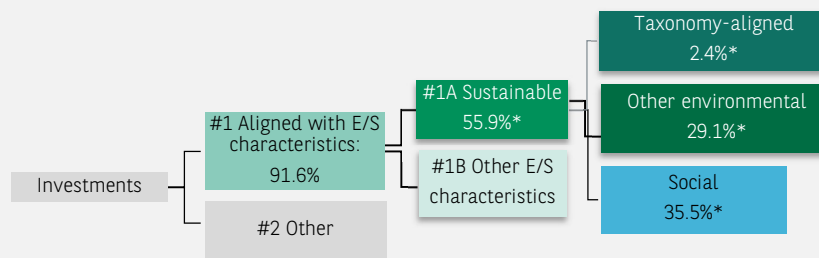 Investments
#1 Aligned with E/S
characteristics:
91.6%
#2 Other
#1A Sustainable
55.9%*
#1B Other E/S
characteristics
Taxonomy-aligned
2.4%*
Other environmental
29.1%*
Social
35.5%*